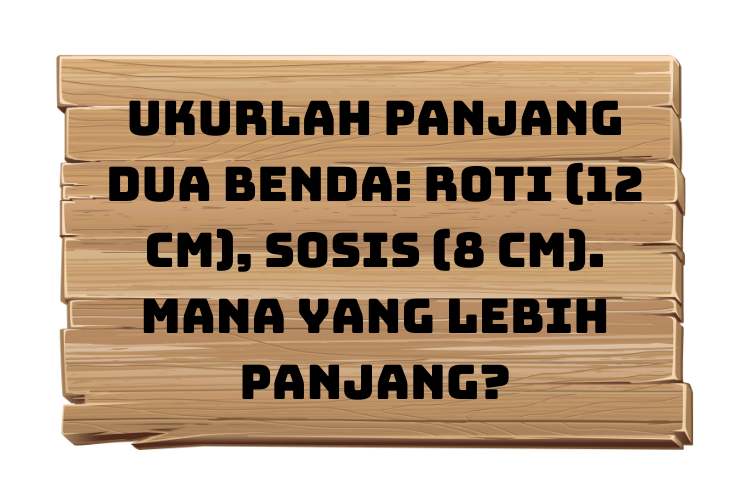 UKURLAH PANJANG
DUA BENDA: ROTI (12
CM), SOSIS (8 CM).
MANA YANG LEBIH
PANJANG?